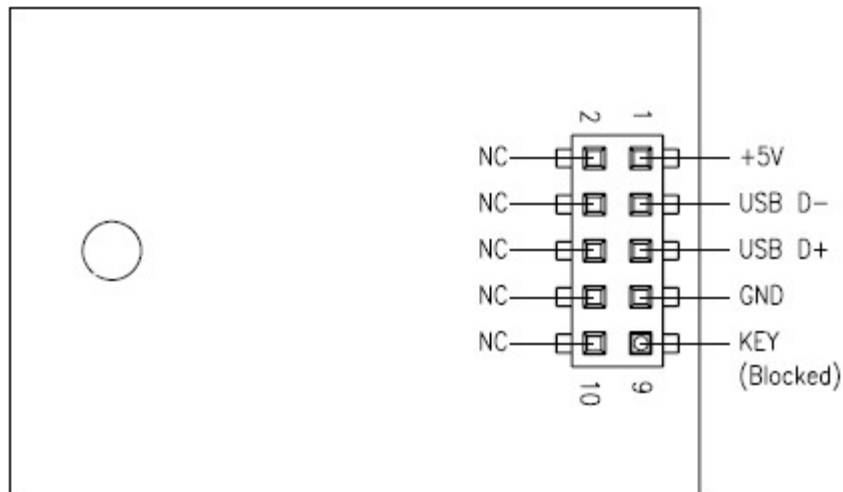 2 1
NC +5V
NC USB D-
NC USB D+
NC GND
NC KEY
(Blocked)
10 9